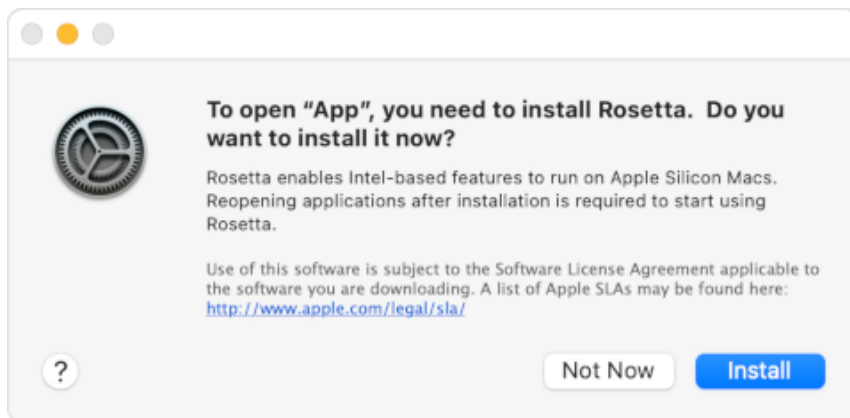 To open “App”, you need to install Rosetta.  Do you
want to install it now?
Rosetta enables Intel-based features to run on Apple Silicon Macs.
Reopening applications after installation is required to start using
Rosetta.
Use of this software is subject to the Software License Agreement applicable to
the software you are downloading. A list of Apple SLAs may be found here:
http://www.apple.com/legal/sla/
?
Not Now
Install